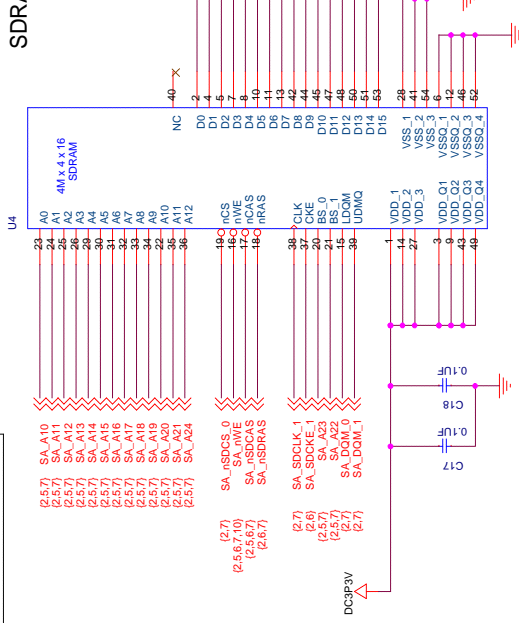 SDRA
U4
4M x 4 x 16
SDRAM
{2,5,7} SA_A10 23 A0
{2,5,7} SA_A11 24 A1
{2,5,7} SA_A12 25 A2
{2,5,7} SA_A13 26 A3
{2,5,7} SA_A14 29 A4
{2,5,7} SA_A15 30 A5
{2,5,7} SA_A16 31 A6
{2,5,7} SA_A17 32 A7
{2,5,7} SA_A18 33 A8
{2,5,7} SA_A19 34 A9
{2,5,7} SA_A20 22 A10
{2,5,7} SA_A21 35 A11
{2,5,7} SA_A24 36 A12
{2,7} SA_nSDCS_0 19 nCS
{2,5,6,7,10} SA_nWE 16 nWE
{2,5,6,7} SA_nSDCAS 17 nCAS
{2,6,7} SA_nSDRAS 18 nRAS
{2,7} SA_SDCLK_1 38 CLK
{2,6} SA_SDCKE_1 37 CKE
{2,5,7} SA_A23 20 BS_0
{2,5,7} SA_A22 21 BS_1
{2,7} SA_DQM_0 15 LDQM
{2,7} SA_DQM_1 39 UDMQ
1 VDD_1
14 VDD_2
27 VDD_3
3 VDD_Q1
9 VDD_Q2
43 VDD_Q3
49 VDD_Q4
NC 40
D0 2
D1 4
D2 5
D3 7
D4 8
D5 10
D6 11
D7 13
D8 42
D9 44
D10 45
D11 47
D12 48
D13 50
D14 51
D15 53
VSS_1 28
VSS_2 41
VSS_3 54
VSSQ_1 6
VSSQ_2 12
VSSQ_3 46
VSSQ_4 52
DC3P3V
C17
0.1UF
C18
0.1UF